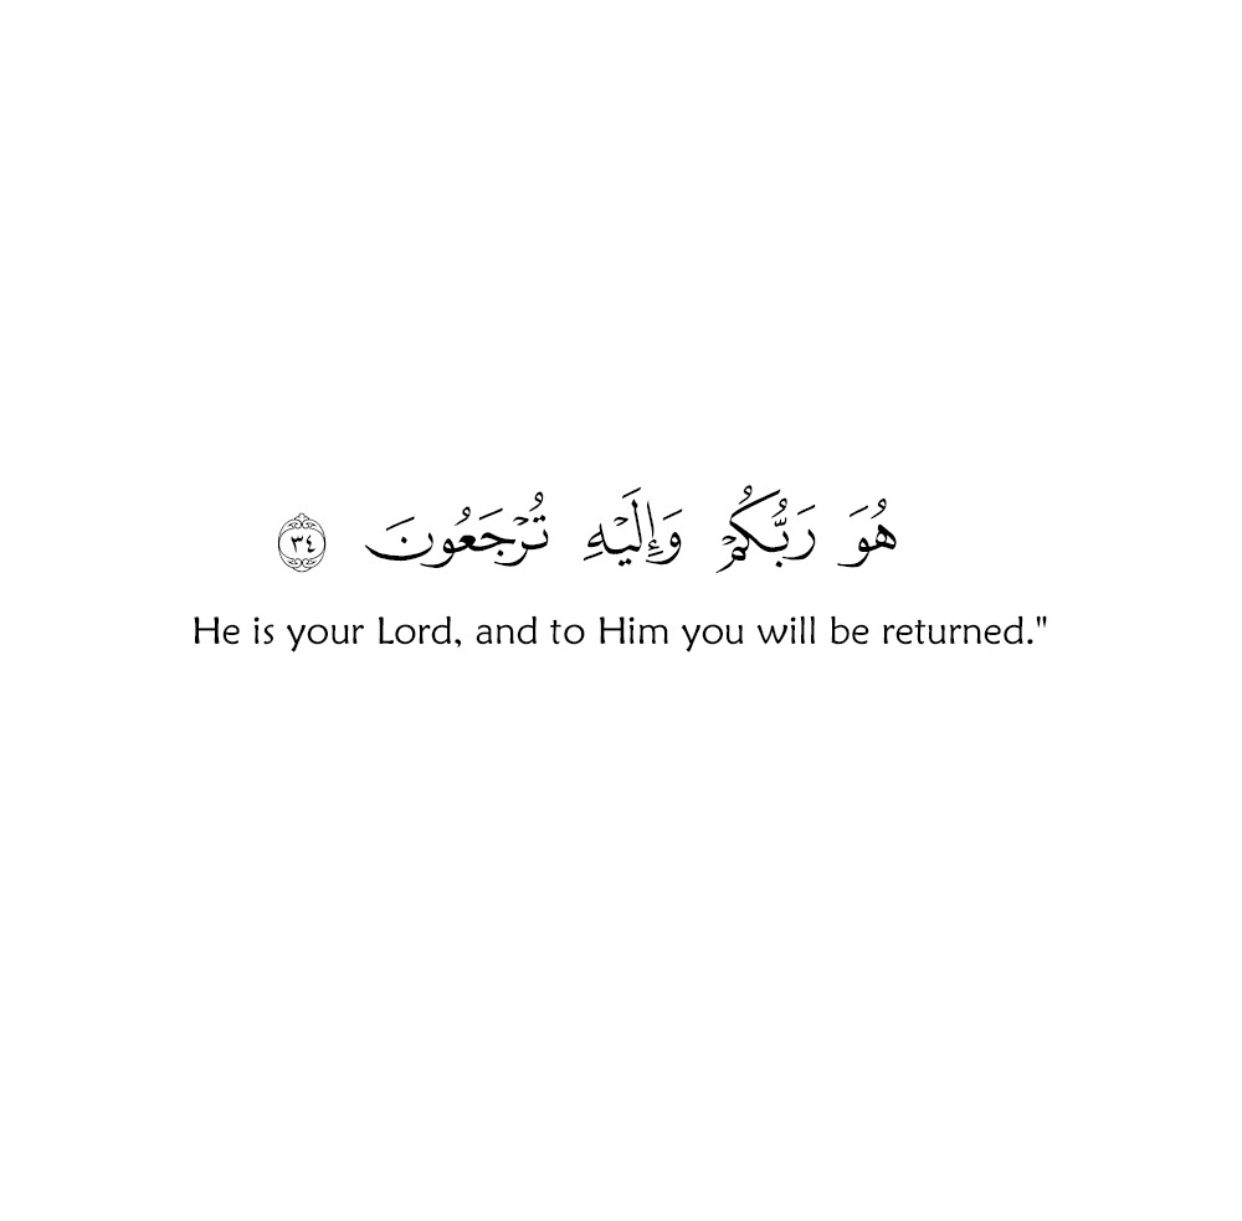 هُوَ رَبُّكُمْ وَإِلَيْهِ تُرْجَعُونَ ٣٤
He is your Lord, and to Him you will be returned."